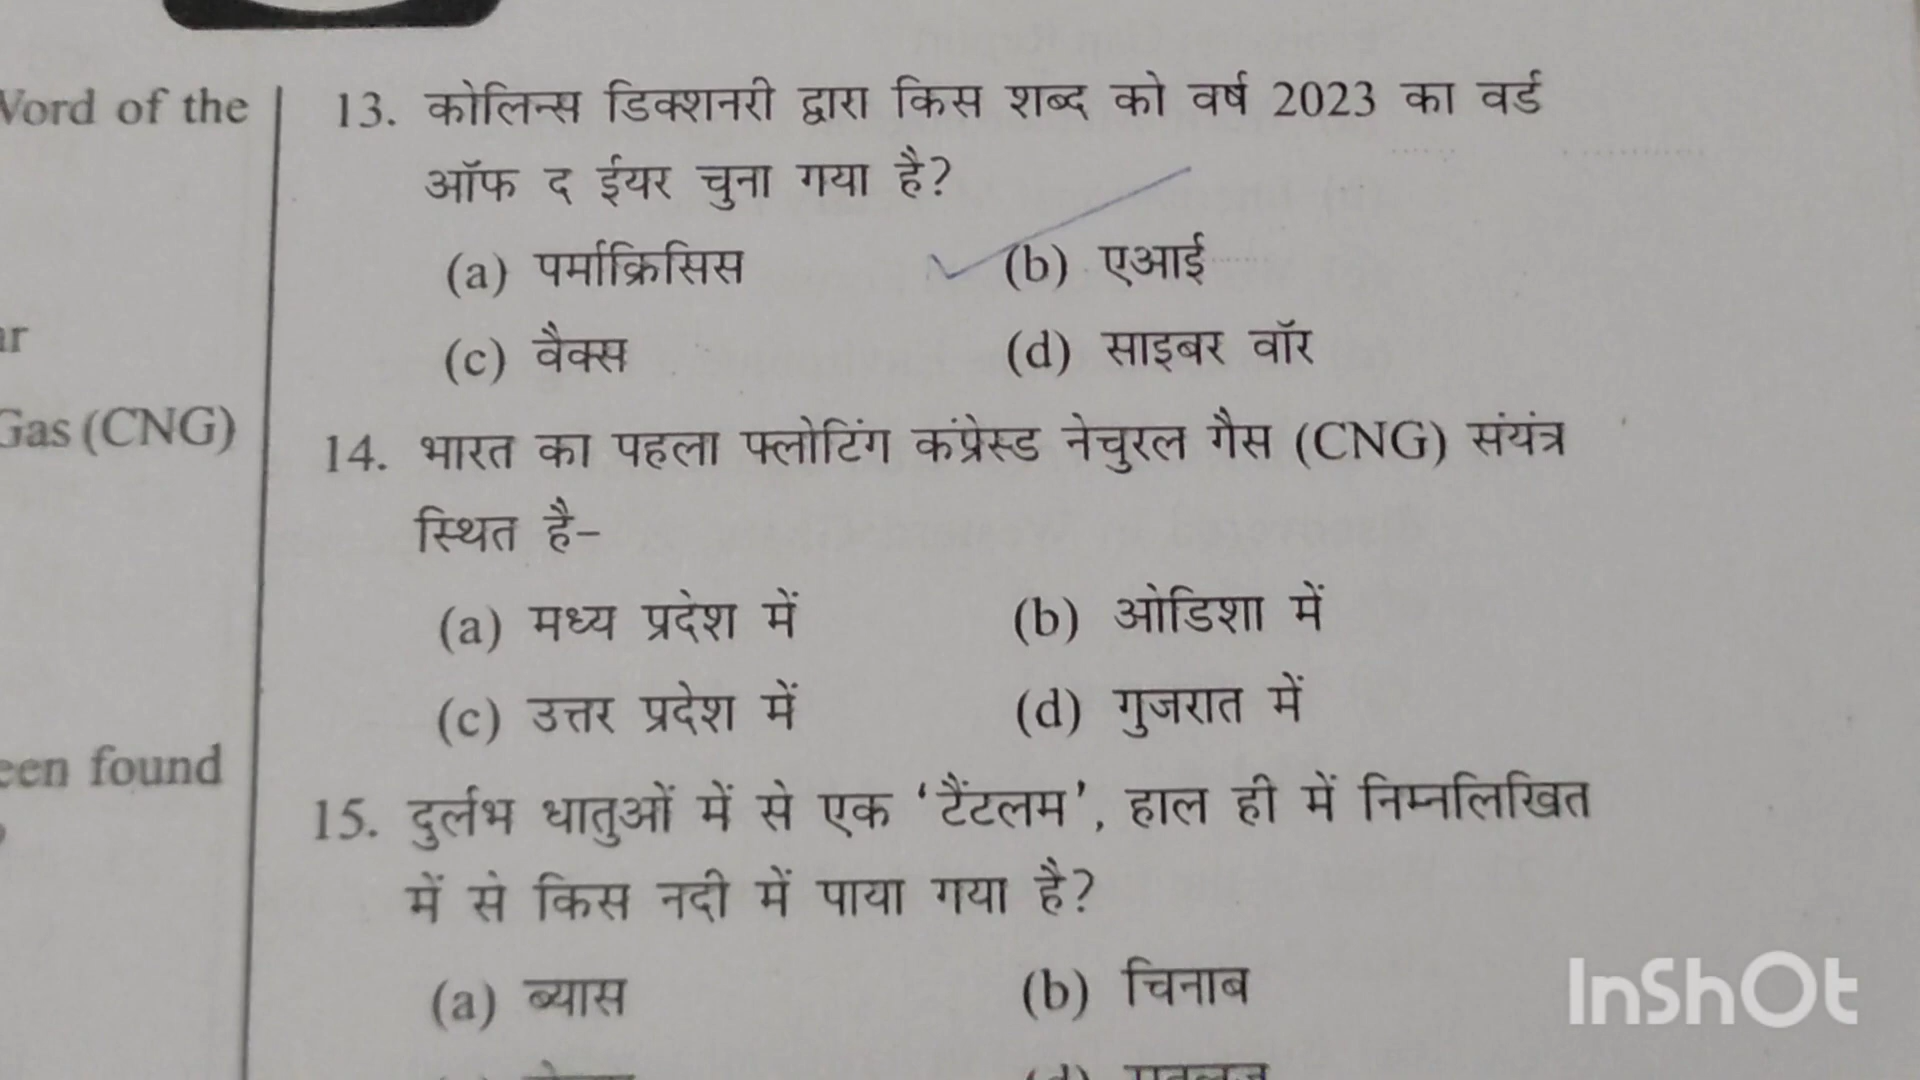 Word of the
ar
Gas (CNG)
een found
13. कोलिन्स डिक्शनरी द्वारा किस शब्द को वर्ष 2023 का वर्ड
ऑफ द ईयर चुना गया है?
(a) पर्माक्रिसिस (b) एआई
(c) वैक्स (d) साइबर वॉर
14. भारत का पहला फ्लोटिंग कंप्रेस्ड नेचुरल गैस (CNG) संयंत्र
स्थित है–
(a) मध्य प्रदेश में (b) ओडिशा में
(c) उत्तर प्रदेश में (d) गुजरात में
15. दुर्लभ धातुओं में से एक ‘टैंटलम’, हाल ही में निम्नलिखित
में से किस नदी में पाया गया है?
(a) ब्यास (b) चिनाब
InShOt